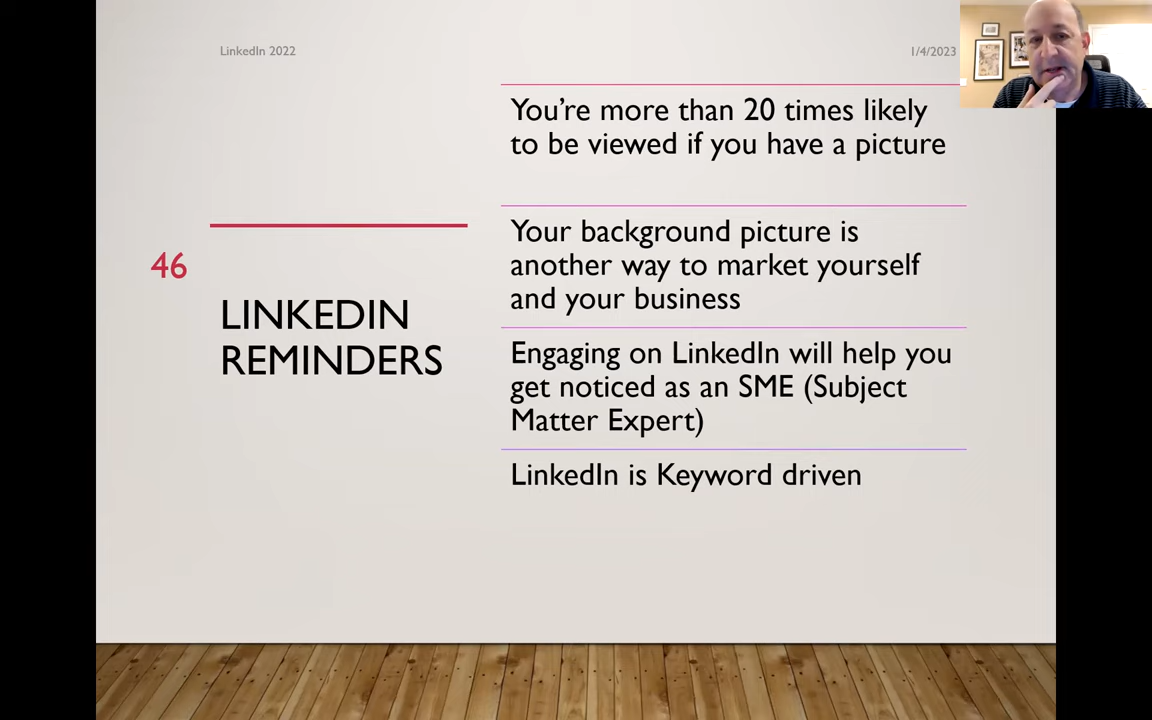 LinkedIn 2022
1/4/2023
46
LINKEDIN
REMINDERS
You're more than 20 times likely
to be viewed if you have a picture
Your background picture is
another way to market yourself
and your business
Engaging on LinkedIn will help you
get noticed as an SME (Subject
Matter Expert)
LinkedIn is Keyword driven